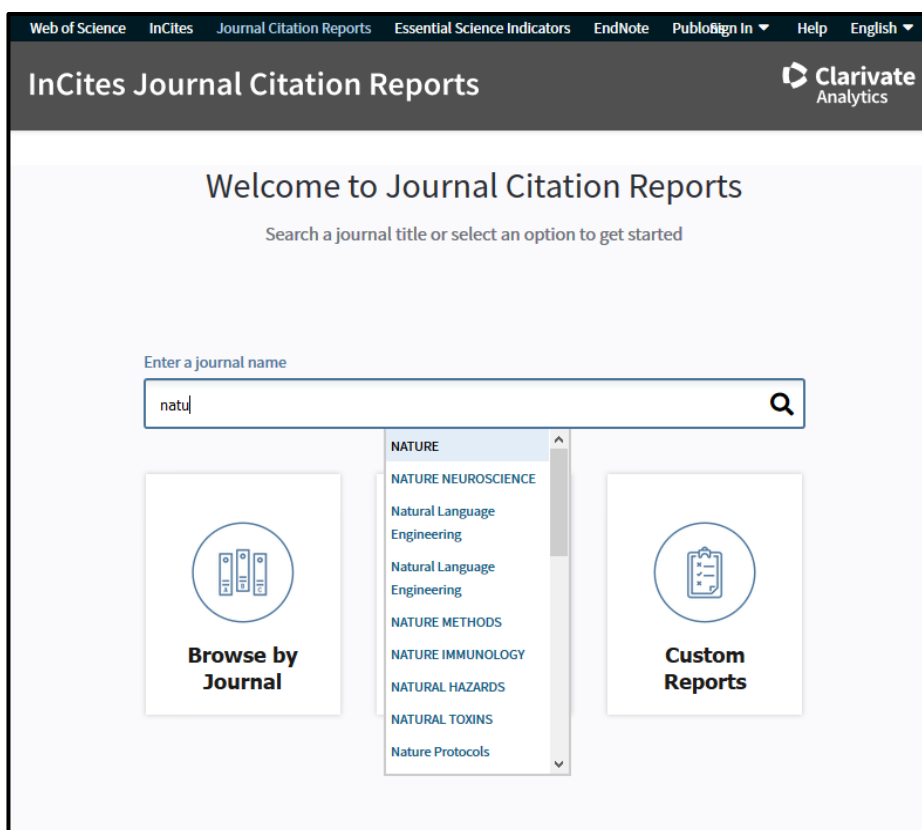 Web of Science InCites Journal Citation Reports Essential Science Indicators EndNote Sign In Help English
InCites Journal Citation Reports
Clarivate
Analytics
Welcome to Journal Citation Reports
Search a journal title or select an option to get started
Enter a journal name
natu
NATURE
NATURE NEUROSCIENCE
Natural Language
Engineering
Natural Language
Engineering
NATURE METHODS
NATURE IMMUNOLOGY
NATURAL HAZARDS
NATURAL TOXINS
Nature Protocols
Browse by
Journal
A B C
Custom
Reports